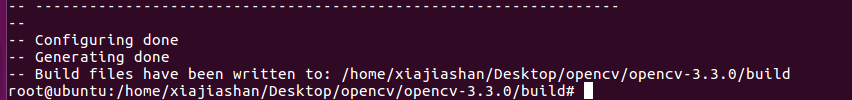 -- ---------------------------------------------------------------
--
-- Configuring done
-- Generating done
-- Build files have been written to: /home/xiajiashan/Desktop/opencv/opencv-3.3.0/build
root@ubuntu:/home/xiajiashan/Desktop/opencv/opencv-3.3.0/build#